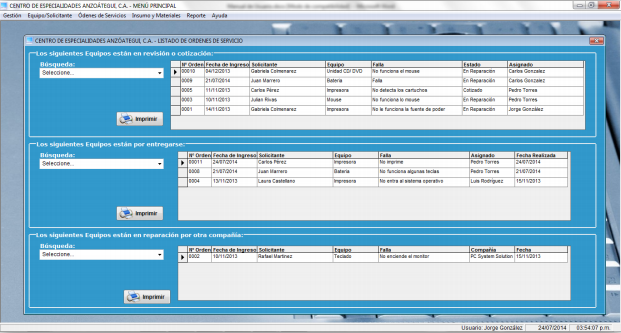 CENTRO DE ESPECIALIDADES ANZOÁTEGUI, C.A. - MENÚ PRINCIPAL
Gestión Equipo/Solicitante Órdenes de Servicios Insumo y Materiales Reporte Ayuda
CENTRO DE ESPECIALIDADES ANZOÁTEGUI, C.A. - LISTADO DE ORDENES DE SERVICIO
Los siguientes Equipos están en revisión o cotización.
Búsqueda:
Seleccione...
Imprimir
Nº Orden Fecha de Ingreso Solicitante Equipo Falla Estado Asignado
00010 04/12/2013 Gabriela Colmenarez Unidad CD/ DVD No funciona el mouse En Reparación Carlos Gonzalez
0009 21/07/2014 Juan Marrero Bateria Falla En Reparación Carlos Gonzalez
0005 11/11/2013 Carlos Pérez Impresora No detecta los cartuchos Cotizado Pedro Torres
0003 10/11/2013 Julian Rivas Mouse No funciona lo mouse En Reparación Pedro Torres
0001 14/11/2013 Gabriela Colmenarez Impresora No le funciona la fuente de poder En Reparación Jorge González
Los siguientes Equipos están por entregarse.
Búsqueda:
Seleccione...
Imprimir
Nº Orden Fecha de Ingreso Solicitante Equipo Falla Asignado Fecha Realizada
00011 24/07/2014 Carlos Pérez Impresora No imprime Pedro Torres 24/07/2014
0008 21/07/2014 Juan Marrero Bateria No funciona algunas teclas Pedro Torres 21/07/2014
0004 13/11/2013 Laura Castellano Impresora No entra al sistema operativo Luis Rodríguez 15/11/2013
Los siguientes Equipos están en reparación por otra compañía.
Búsqueda:
Seleccione...
Imprimir
Nº Orden Fecha de Ingreso Solicitante Equipo Falla Compañia Fecha
0002 10/11/2013 Rafael Martinez Teclado No enciende el monitor PC System Solution 15/11/2013
Usuario: Jorge González 24/07/2014 03:54:07 p.m.